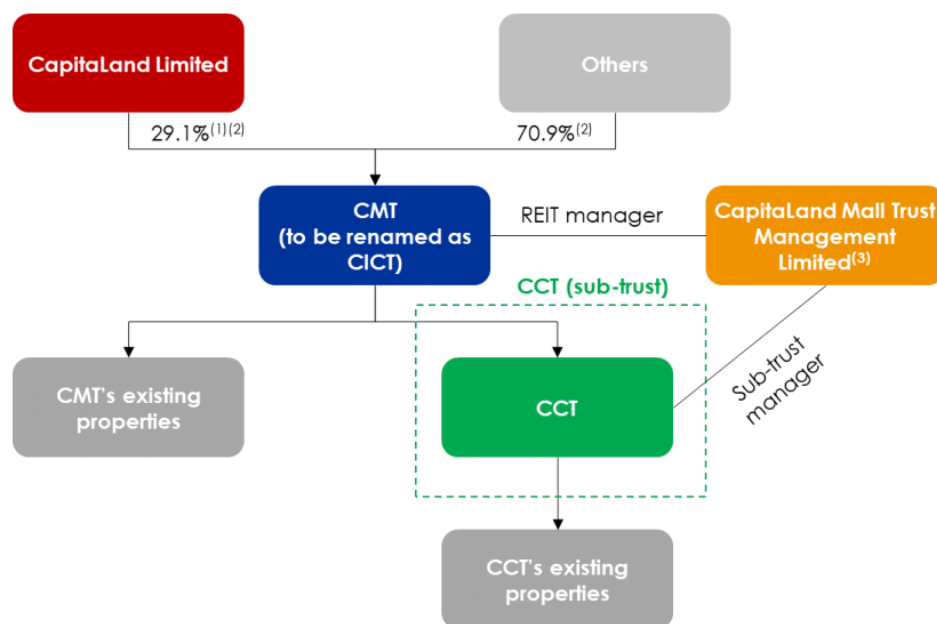 CapitaLand Limited
Others
29.1%(1)(2)
70.9%(2)
CMT
(to be renamed as
CICT)
REIT manager
CapitaLand Mall Trust
Management
Limited(3)
CCT (sub-trust)
CMT's existing
properties
CCT
Sub-trust
manager
CCT's existing
properties